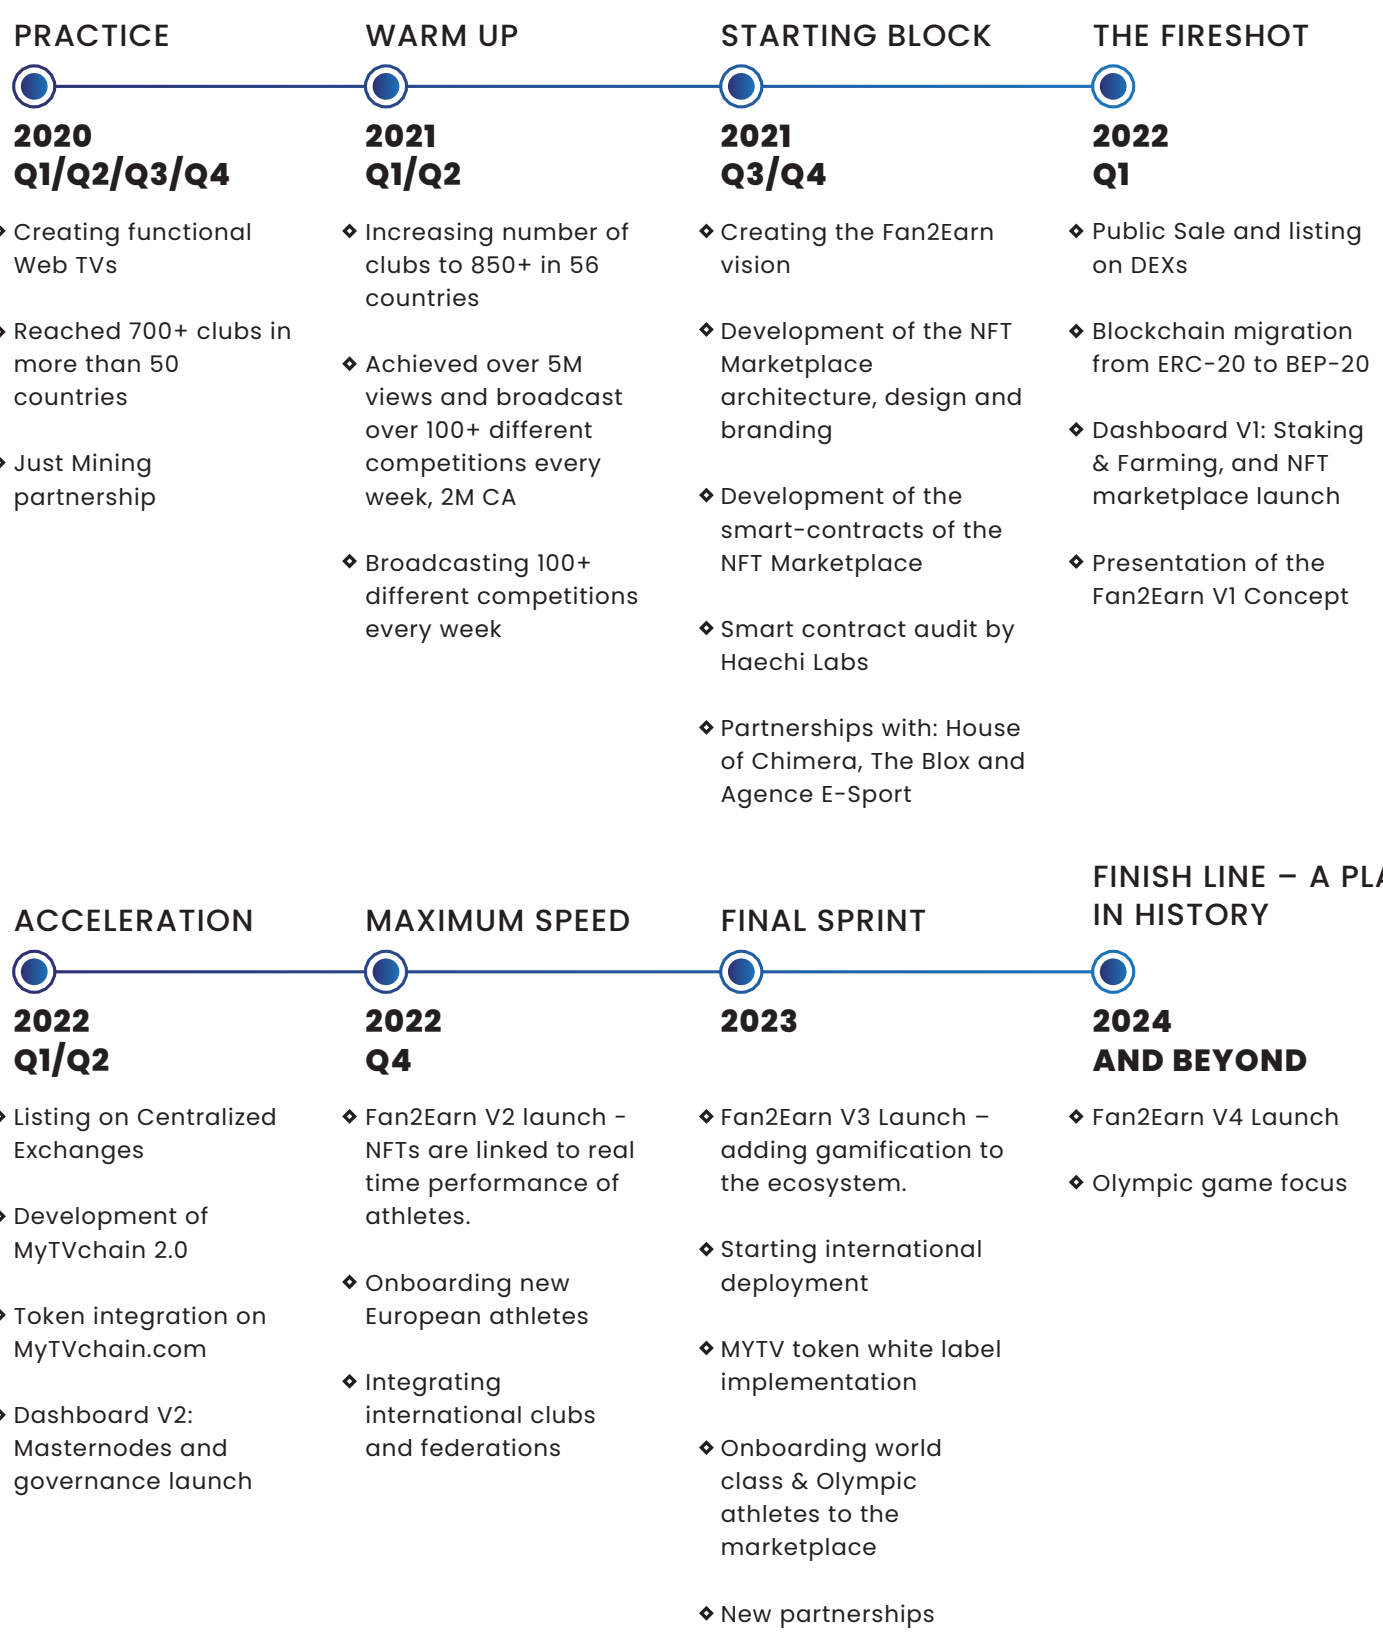 PRACTICE
2020
Q1/Q2/Q3/Q4
Creating functional
Web TVs
Reached 700+ clubs in
more than 50
countries
Just Mining
partnership
WARM UP
2021
Q1/Q2
Increasing number of
clubs to 850+ in 56
countries
Achieved over 5M
views and broadcast
over 100+ different
competitions every
week, 2M CA
Broadcasting 100+
different competitions
every week
STARTING BLOCK
2021
Q3/Q4
Creating the Fan2Earn
vision
Development of the NFT
Marketplace
architecture, design and
branding
Development of the
smart-contracts of the
NFT Marketplace
Smart contract audit by
Haechi Labs
Partnerships with: House
of Chimera, The Blox and
Agence E-Sport
THE FIRESHOT
2022
Q1
Public Sale and listing
on DEXs
Blockchain migration
from ERC-20 to BEP-20
Dashboard V1: Staking
& Farming, and NFT
marketplace launch
Presentation of the
Fan2Earn V1 Concept
ACCELERATION
2022
Q1/Q2
Listing on Centralized
Exchanges
Development of
MyTVchain 2.0
Token integration on
MyTVchain.com
Dashboard V2:
Masternodes and
governance launch
MAXIMUM SPEED
2022
Q4
Fan2Earn V2 launch -
NFTs are linked to real
time performance of
athletes.
Onboarding new
European athletes
Integrating
international clubs
and federations
FINAL SPRINT
2023
Fan2Earn V3 Launch –
adding gamification to
the ecosystem.
Starting international
deployment
MYTV token white label
implementation
Onboarding world
class & Olympic
athletes to the
marketplace
New partnerships
FINISH LINE – A
IN HISTORY
2024
AND BEYOND
Fan2Earn V4 Launch
Olympic game focus